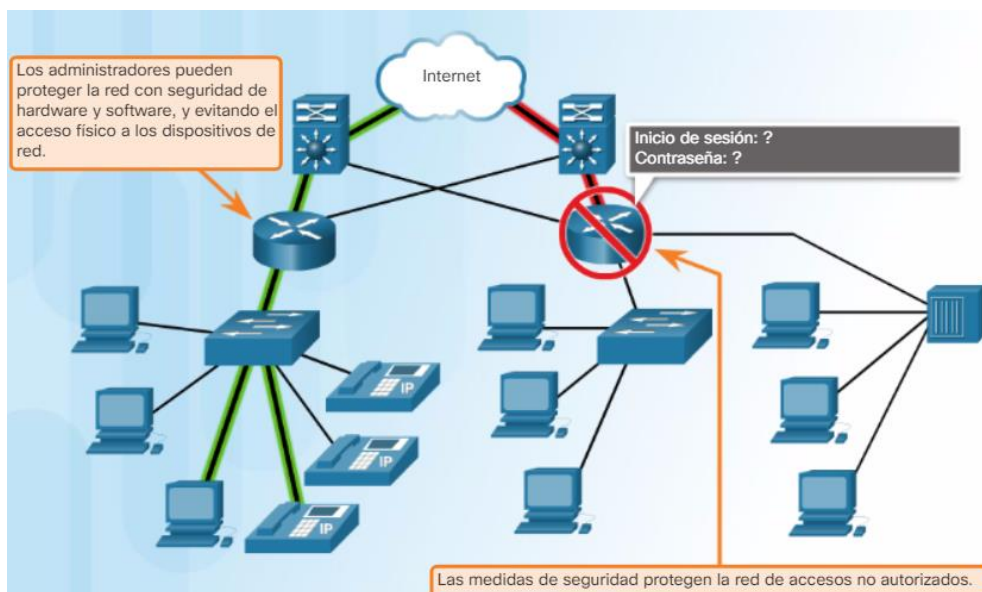 Los administradores pueden
proteger la red con seguridad de
hardware y software, y evitando el
acceso físico a los dispositivos de
red.
Internet
Inicio de sesión: ?
Contraseña: ?
IP
IP
IP
Las medidas de seguridad protegen la red de accesos no autorizados.